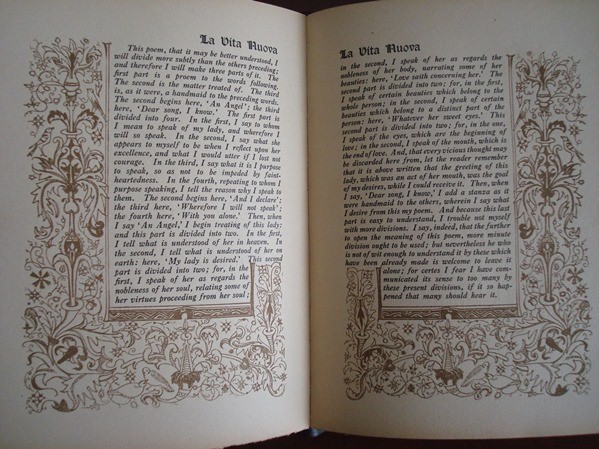 La Vita Nuova
This poem, that it may be better understood, I
will divide more subtly than the others preceding;
and therefore I will make three parts of it. The
first part is a proem to the words following.
The second is the matter treated of. The third
is, as it were, a handmaid to the preceding words.
The second begins here, 'An Angel'; the third
here, 'Dear song, I know.' The first part is
divided into four. In the first, I say to whom
I mean to speak of my lady, and wherefore I
will so speak. In the second, I say what she
appears to myself to be when I reflect upon her
excellence, and what I would utter if I lost not
courage. In the third, I say what it is I purpose
to speak, so as not to be impeded by faint-
heartedness. In the fourth, repeating to whom I
purpose speaking, I tell the reason why I speak to
them. The second begins here, 'And I declare';
the third here, 'Wherefore I will not speak';
the fourth here, 'With you alone.' Then, when
I say 'An Angel,' I begin treating of this lady:
and this part is divided into two. In the first,
I tell what is understood of her in heaven. In
the second, I tell what is understood of her on
earth: here, 'My lady is desired.' This second
part is divided into two; for, in the
first, I speak of her as regards the
nobleness of her soul, relating some of
her virtues proceeding from her soul;
La Vita Nuova
in the second, I speak of her as regards the
nobleness of her body, narrating some of her
beauties: here, 'Love saith concerning her.' The
second part is divided into two; for, in the first,
I speak of certain beauties which belong to the
whole person; in the second, I speak of certain
beauties which belong to a distinct part of the
person: here, 'Whatever her sweet eyes.' This
second part is divided into two; for, in the one,
I speak of the eyes, which are the beginning of
love; in the second, I speak of the mouth, which is
the end of love. And, that every vicious thought may
be discarded here from, let the reader remember
that it is above written that the greeting of this
lady, which was an act of her mouth, was the goal
of my desires, while I could receive it. Then, when
I say, 'Dear song, I know,' I add a stanza as it
were handmaid to the others, wherein I say what
I desire from this my poem. And because this last
part is easy to understand, I trouble not myself
with more divisions. I say, indeed, that the further
to open the meaning of this poem, more minute
division ought to be used; but nevertheless he who
is not of wit enough to understand it by these which
have been already made is welcome to leave it
alone; for certes I fear I have com-
municated its sense to too many by
these present divisions, if it so hap-
pened that many should hear it.